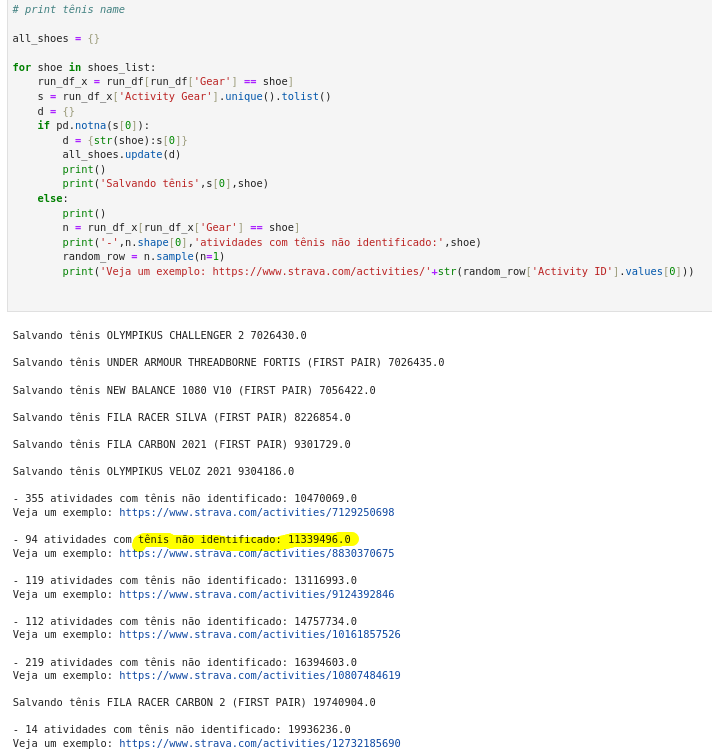 # print tênis name
all_shoes = {}
for shoe in shoes_list:
    run_df_x = run_df[run_df['Gear'] == shoe]
    s = run_df_x['Activity Gear'].unique().tolist()
    d = {}
    if pd.notna(s[0]):
        d = {str(shoe):s[0]}
        all_shoes.update(d)
        print()
        print('Salvando tênis',s[0],shoe)
    else:
        print()
        n = run_df_x[run_df_x['Gear'] == shoe]
        print('-',n.shape[0],'atividades com tênis não identificado:',shoe)
        random_row = n.sample(n=1)
        print('Veja um exemplo: https://www.strava.com/activities/'+str(random_row['Activity ID'].values[0]))
Salvando tênis OLYMPIKUS CHALLENGER 2 7026430.0
Salvando tênis UNDER ARMOUR THREADBORNE FORTIS (FIRST PAIR) 7026435.0
Salvando tênis NEW BALANCE 1080 V10 (FIRST PAIR) 7056422.0
Salvando tênis FILA RACER SILVA (FIRST PAIR) 8226854.0
Salvando tênis FILA CARBON 2021 (FIRST PAIR) 9301729.0
Salvando tênis OLYMPIKUS VELOZ 2021 9304186.0
- 355 atividades com tênis não identificado: 10470069.0
Veja um exemplo: https://www.strava.com/activities/7129250698
- 94 atividades com tênis não identificado: 11339496.0
Veja um exemplo: https://www.strava.com/activities/8830370675
- 119 atividades com tênis não identificado: 13116993.0
Veja um exemplo: https://www.strava.com/activities/9124392846
- 112 atividades com tênis não identificado: 14757734.0
Veja um exemplo: https://www.strava.com/activities/10161857526
- 219 atividades com tênis não identificado: 16394603.0
Veja um exemplo: https://www.strava.com/activities/10807484619
Salvando tênis FILA RACER CARBON 2 (FIRST PAIR) 19740904.0
- 14 atividades com tênis não identificado: 19936236.0
Veja um exemplo: https://www.strava.com/activities/12732185690